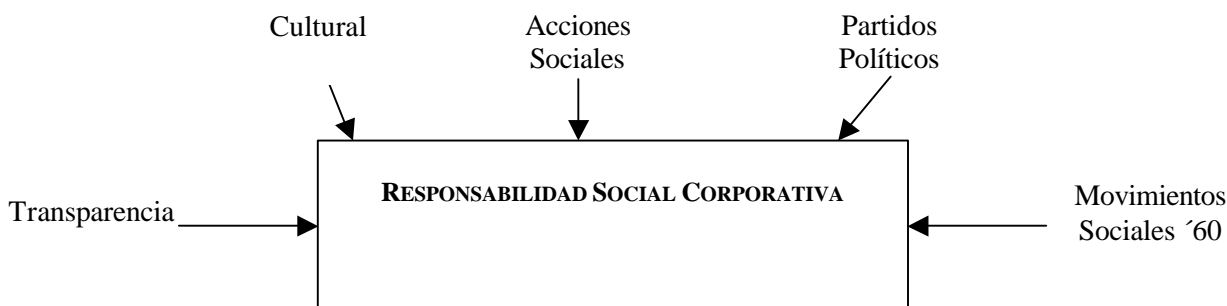 Cultural
Acciones
Sociales
Partidos
Políticos
RESPONSABILIDAD SOCIAL CORPORATIVA
Transparencia
Movimientos
Sociales ´60